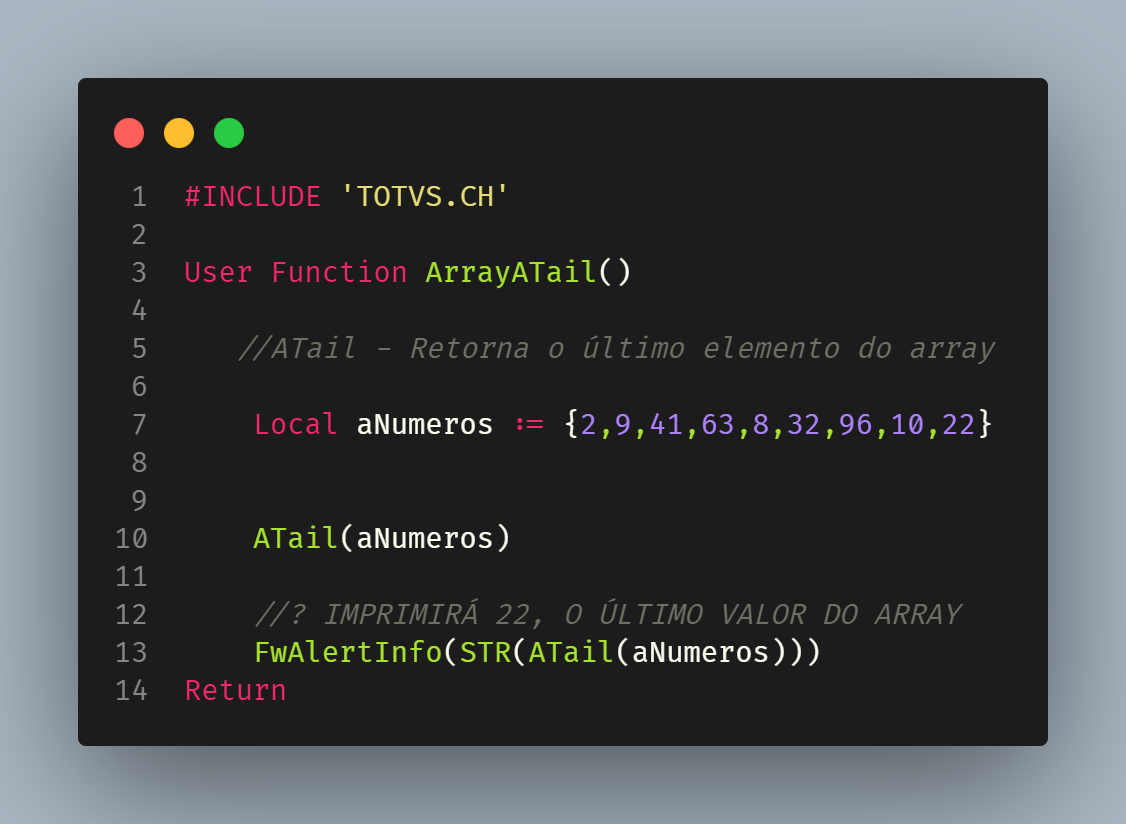 1 #INCLUDE 'TOTVS.CH'
2
3 User Function ArrayATail()
4
5 //ATail - Retorna o último elemento do array
6
7 Local aNumeros := {2,9,41,63,8,32,96,10,22}
8
9
10 ATail(aNumeros)
11
12 //? IMPRIMIRÁ 22, O ÚLTIMO VALOR DO ARRAY
13 FwAlertInfo(STR(ATail(aNumeros)))
14 Return